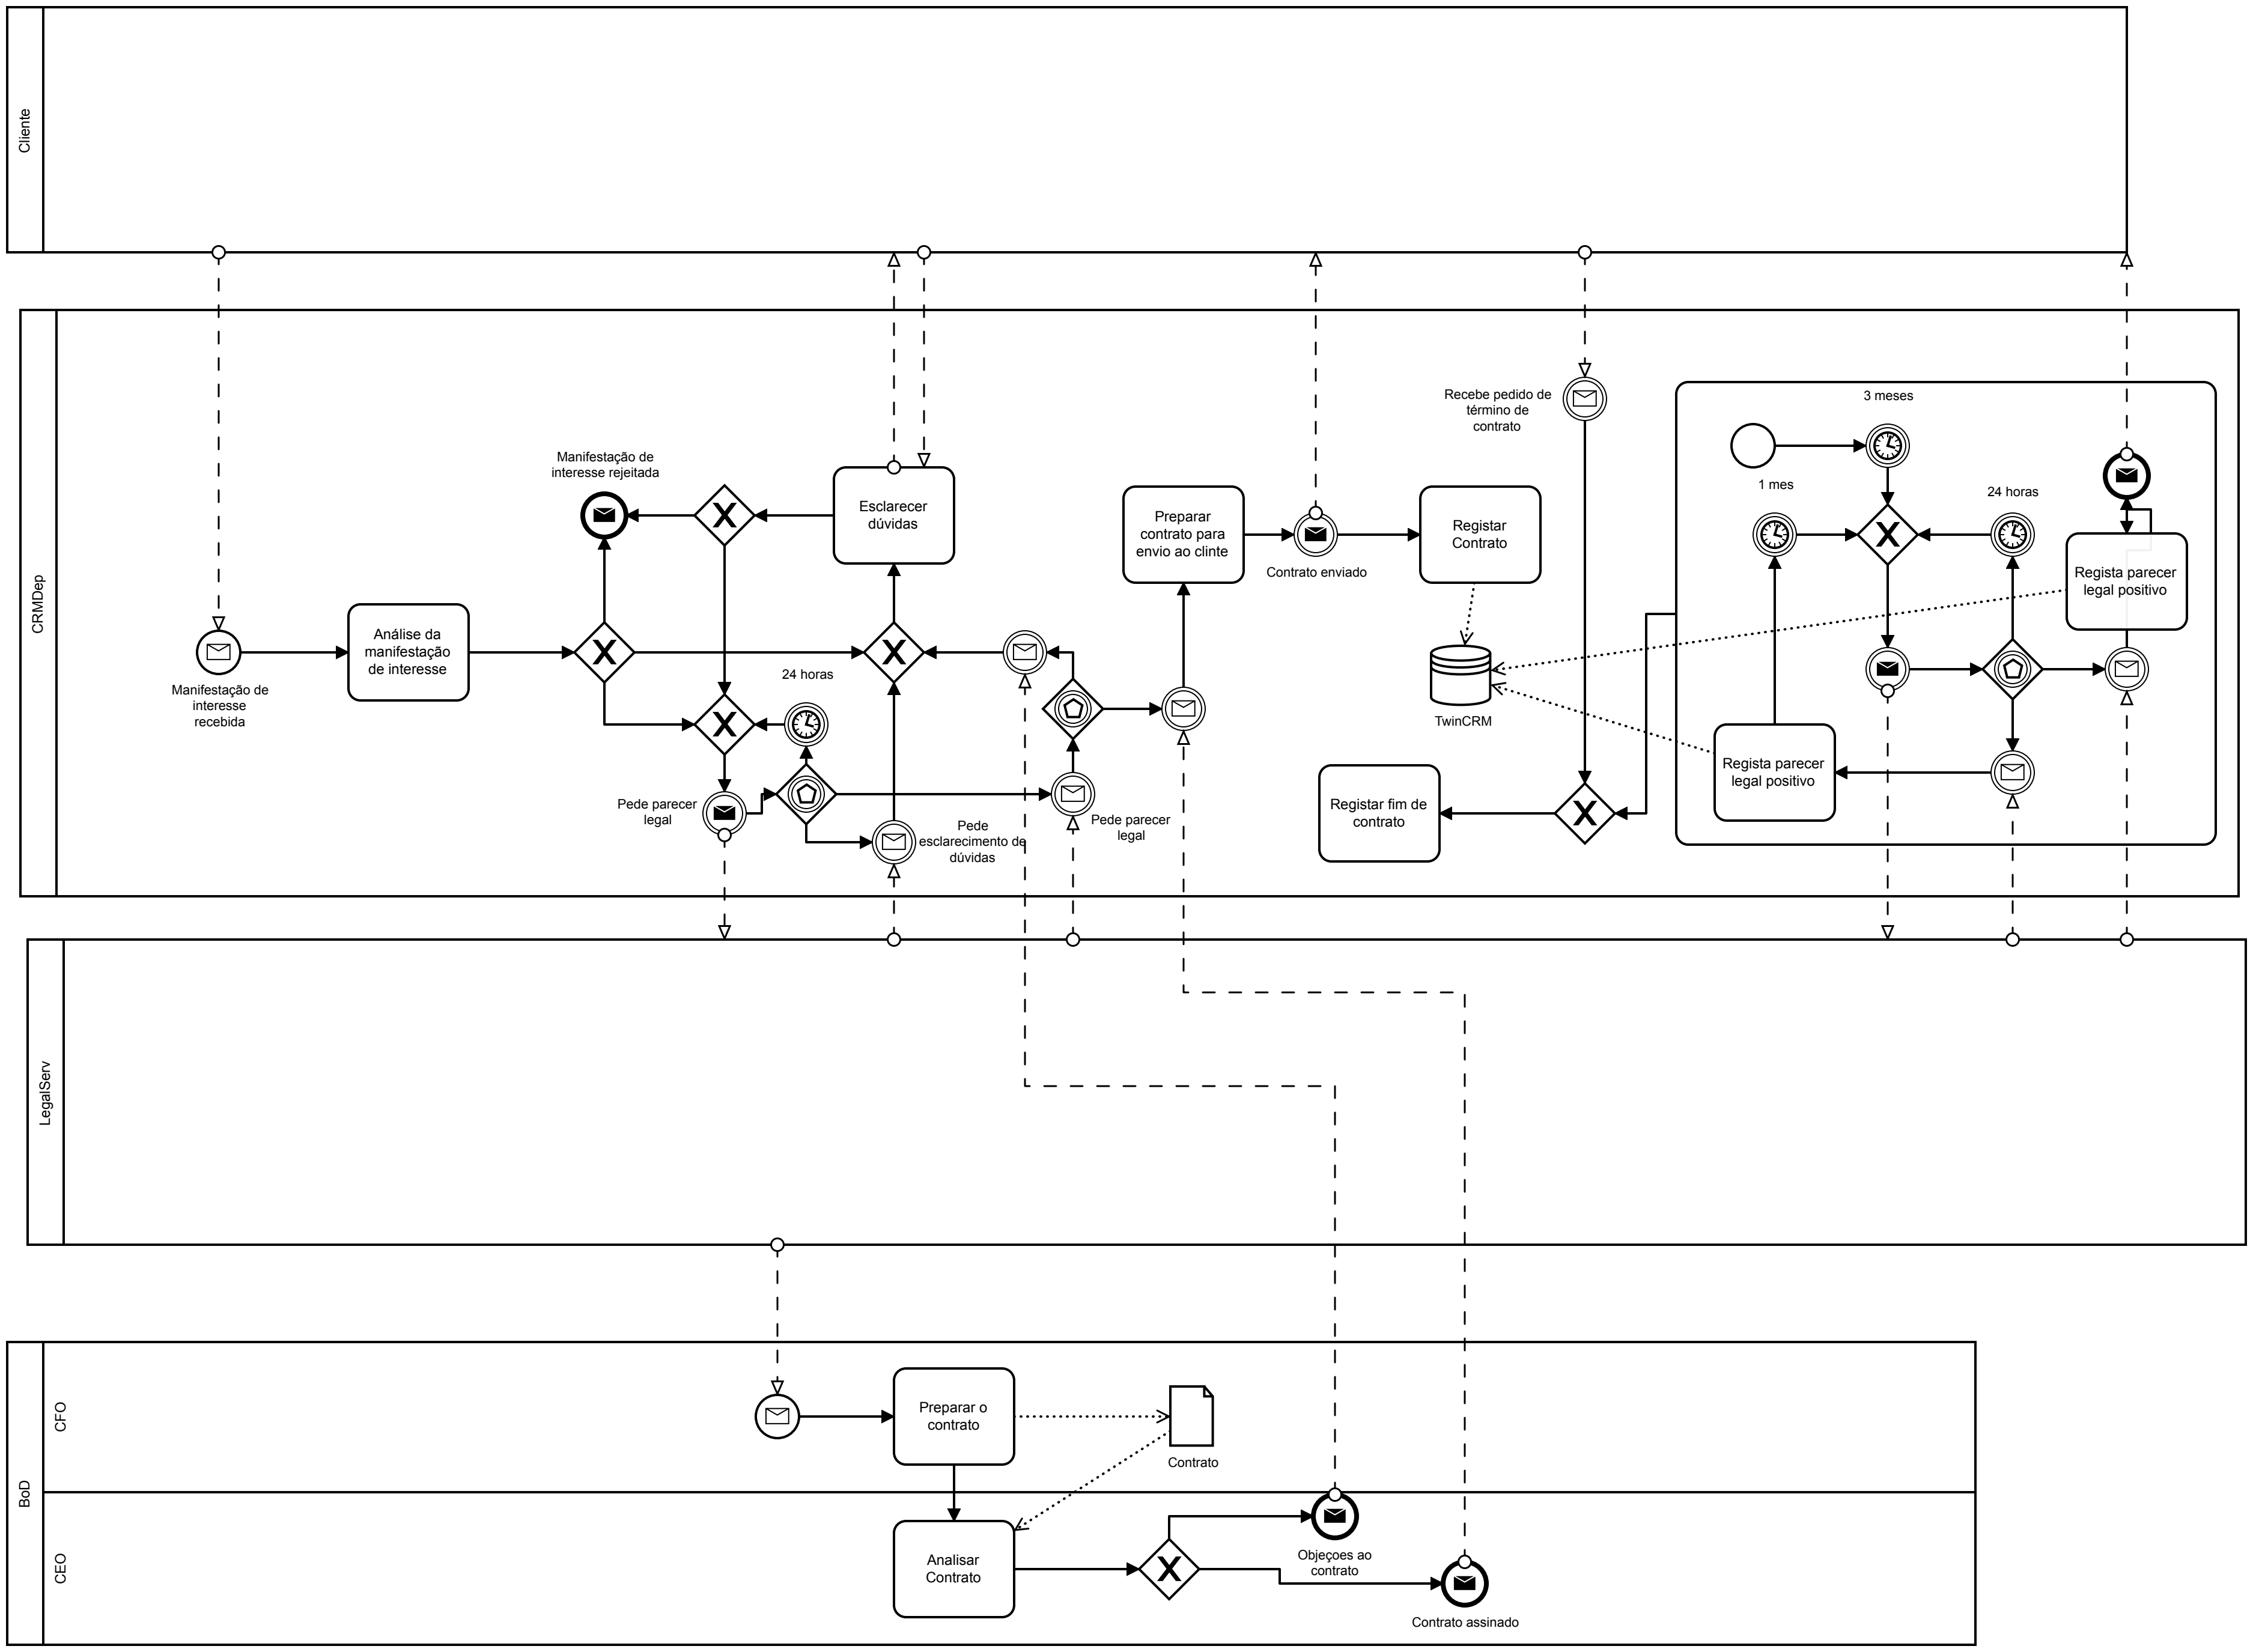 Cliente
CRMDep
Manifestação de
interesse
recebida
Análise da
manifestação
de interesse
Manifestação de
interesse rejeitada
Esclarecer
dúvidas
24 horas
Pede parecer
legal
Pede
esclarecimento de
dúvidas
Pede parecer
legal
Preparar
contrato para
envio ao clinte
Contrato enviado
Registar
Contrato
TwinCRM
Recebe pedido de
término de
contrato
Registar fim de
contrato
3 meses
1 mes
24 horas
Regista parecer
legal positivo
Regista parecer
legal positivo
LegalServ
BoD
CFO
Preparar o
contrato
Contrato
CEO
Analisar
Contrato
Objeçoes ao
contrato
Contrato assinado